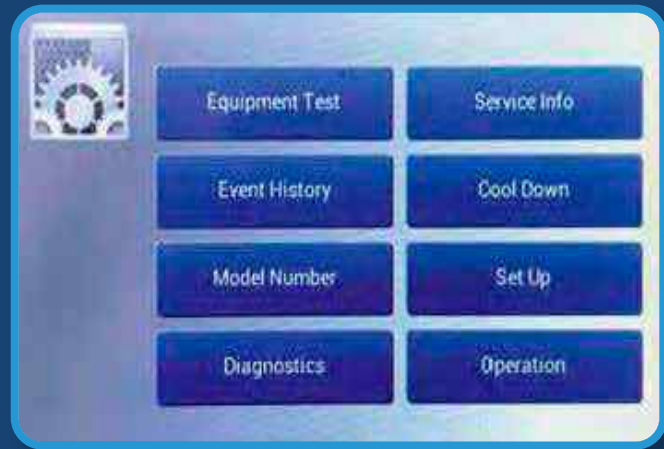 Equipment Test
Service Info
Event History
Cool Down
Model Number
Set Up
Diagnostics
Operation